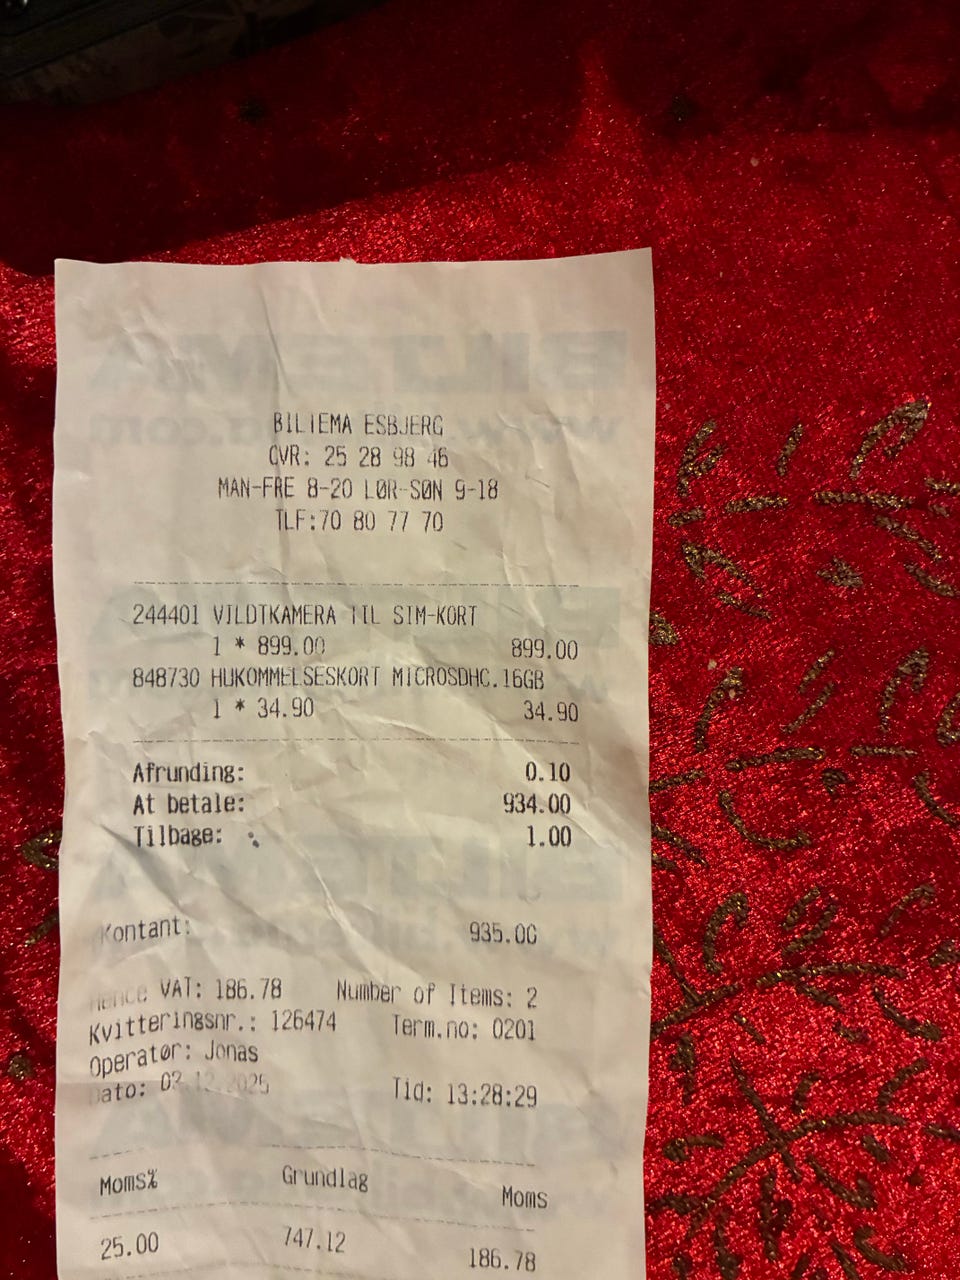 BILTEMA ESBJERG
CVR: 25 28 98 46
MAN-FRE 8-20 LØR-SØN 9-18
TLF:70 80 77 70
244401 VILDTKAMERA TIL SIM-KORT
1 * 899.00 899.00
848730 HUKOMMELSESKORT MICROSDHC.16GB
1 * 34.90 34.90
Afrunding: 0.10
At betale: 934.00
Tilbage: 1.00
Kontant: 935.00
Hence VAT: 186.78 Number of Items: 2
Kvitteringsnr.: 126474 Term.no: 0201
Operatør: Jonas
Dato: 12.2025 Tid: 13:28:29
Moms% Grundlag Moms
25.00 747.12 186.78